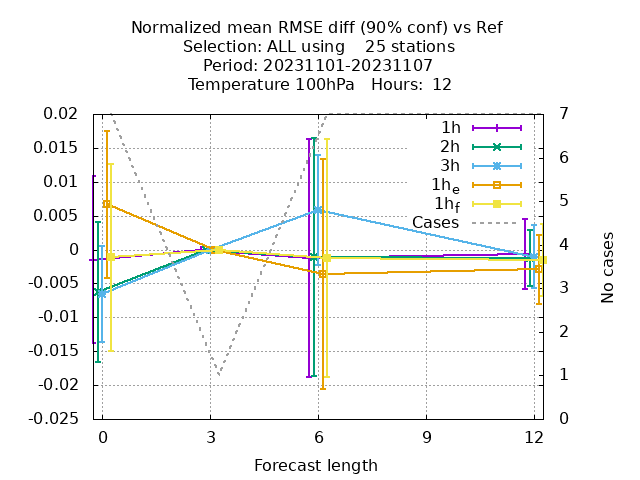 Normalized mean RMSE diff (90% conf) vs Ref
Selection: ALL using    25 stations
Period: 20231101-20231107
Temperature 100hPa   Hours:  12
0.02
0.015
0.01
0.005
0
-0.005
-0.01
-0.015
-0.02
-0.025
7
6
5
4
3
2
1
0
1h
2h
3h
1he
1hf
Cases
No cases
0 3 6 9 12
Forecast length